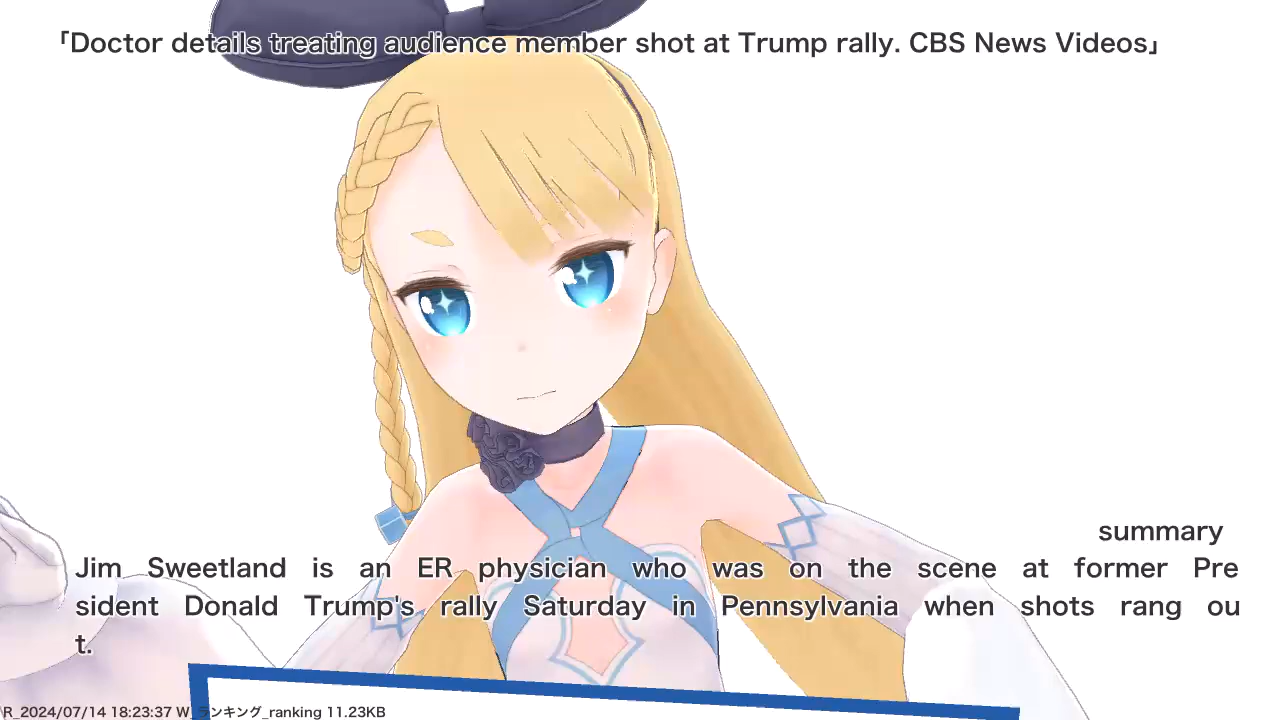 「Doctor details treating audience member shot at Trump rally. CBS News Videos」
summary
Jim Sweetland is an ER physician who was on the scene at former Pre
sident Donald Trump's rally Saturday in Pennsylvania when shots rang ou
t.
R_2024/07/14 18:23:37 W_ランキング_ranking 11.23KB